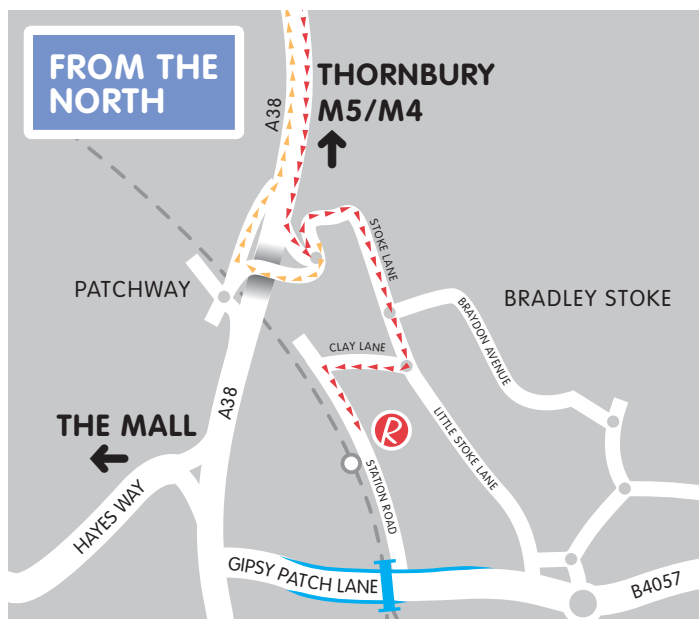 FROM THE
NORTH
THORNBURY
M5/M4
A38
STOKE LANE
PATCHWAY
BRADLEY STOKE
BRAYDON AVENUE
CLAY LANE
A38
THE MALL
R
LITTLE STOKE LANE
STATION ROAD
HAYES WAY
GIPSY PATCH LANE
B4057